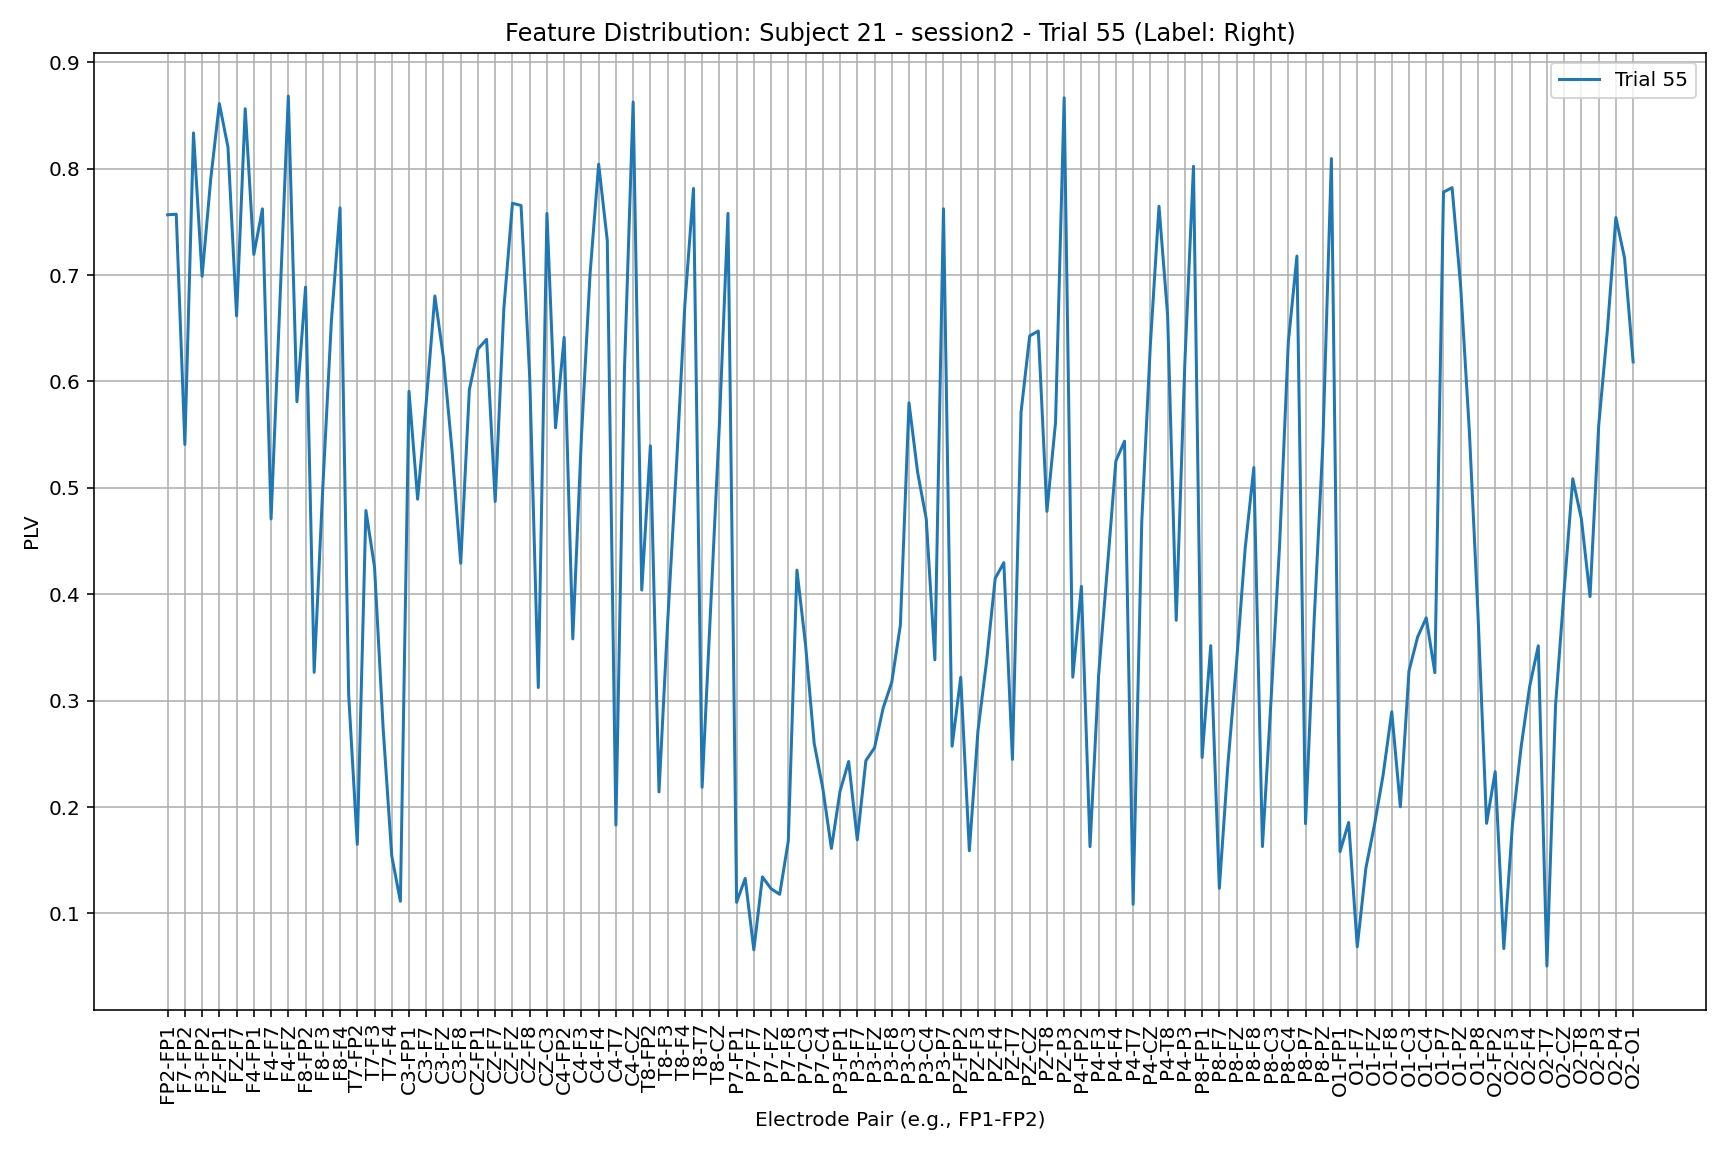 Feature Distribution: Subject 21 - session2 - Trial 55 (Label: Right)
Trial 55
0.9
0.8
0.7
0.6
0.5
0.4
0.3
0.2
0.1
PLV
FP2-FP1
F7-FP2
F3-FP2
FZ-FP1
FZ-F7
F4-FP1
F4-F7
F4-FZ
F8-FP2
F8-F3
F8-F4
T7-FP2
T7-F3
T7-F4
C3-FP1
C3-F7
C3-FZ
C3-F8
CZ-FP1
CZ-F7
CZ-FZ
CZ-F8
CZ-C3
C4-FP2
C4-F3
C4-F4
C4-T7
C4-CZ
T8-FP2
T8-F3
T8-F4
T8-T7
T8-CZ
P7-FP1
P7-F7
P7-FZ
P7-F8
P7-C3
P7-C4
P3-FP1
P3-F7
P3-FZ
P3-F8
P3-C3
P3-C4
P3-P7
PZ-FP2
PZ-F3
PZ-F4
PZ-T7
PZ-CZ
PZ-T8
PZ-P3
P4-FP2
P4-F3
P4-F4
P4-T7
P4-CZ
P4-T8
P4-P3
P8-FP1
P8-F7
P8-FZ
P8-F8
P8-C3
P8-C4
P8-P7
P8-PZ
O1-FP1
O1-F7
O1-FZ
O1-F8
O1-C3
O1-C4
O1-P7
O1-PZ
O1-P8
O2-FP2
O2-F3
O2-F4
O2-T7
O2-CZ
O2-T8
O2-P3
O2-P4
O2-O1
Electrode Pair (e.g., FP1-FP2)